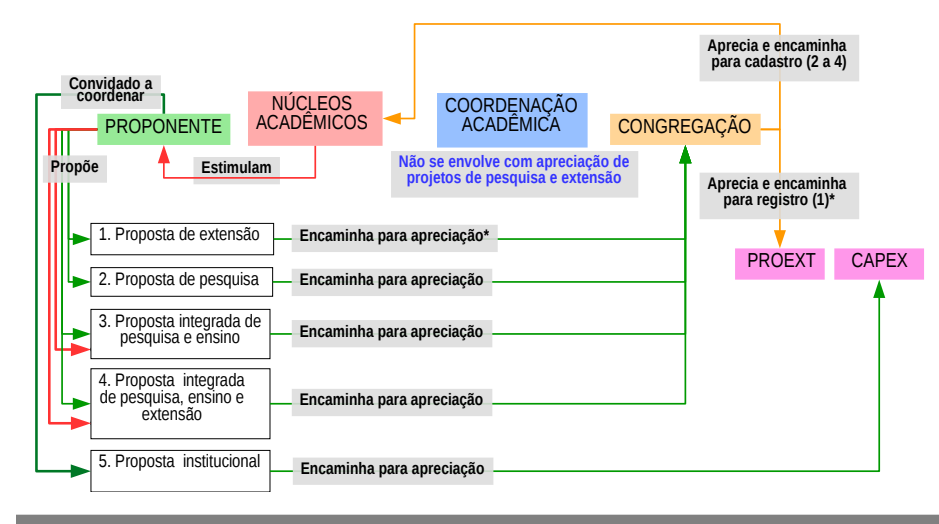 Aprecia e encaminha
para cadastro (2 a 4)
Convidado a
coordenar
NÚCLEOS
ACADÊMICOS
COORDENAÇÃO
ACADÊMICA
PROPONENTE
CONGREGAÇÃO
Propõe
Estimulam
Não se envolve com apreciação de
projetos de pesquisa e extensão
Aprecia e encaminha
para registro (1)*
1. Proposta de extensão
Encaminha para apreciação*
PROEXT
CAPEX
2. Proposta de pesquisa
Encaminha para apreciação
3. Proposta integrada de
pesquisa e ensino
Encaminha para apreciação
4. Proposta integrada
de pesquisa, ensino e
extensão
Encaminha para apreciação
5. Proposta institucional
Encaminha para apreciação